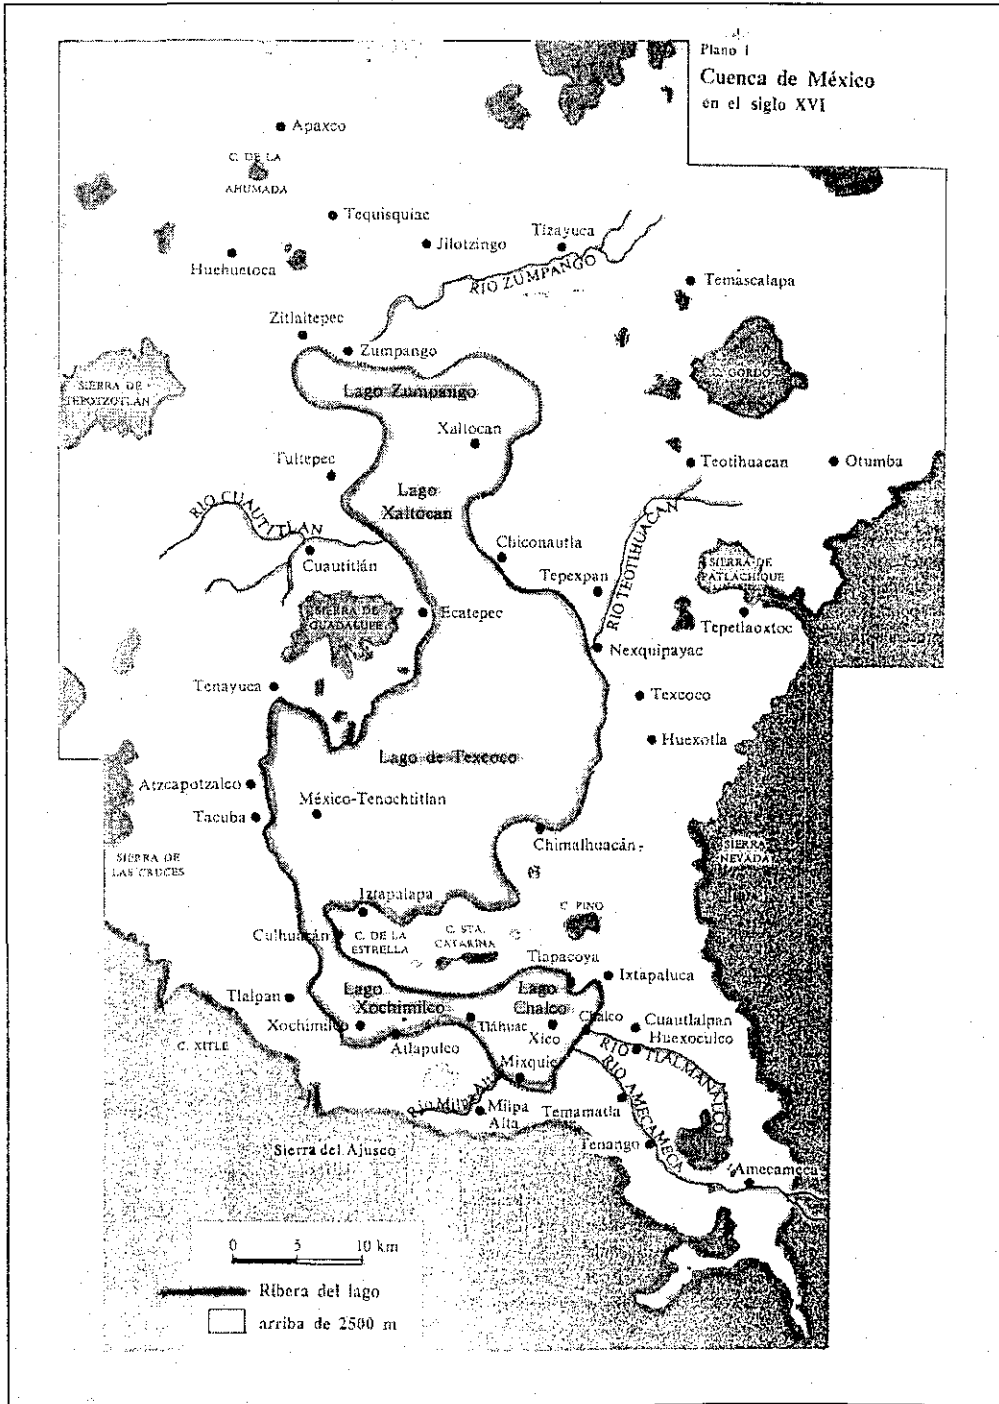 Plano 1
Cuenca de México
en el siglo XVI
Apaxco
C. DE LA
AHUMADA
Tequisquiac
Jilotzingo
Tizayuca
Huehuetoca
RIO ZUMPANGO
Temascalapa
Zitlaltepec
Zumpango
SIERRA DE
TEPOTZOTLÁN
Lago Zumpango
C. GORDO
Xaltocan
Tultepec
Teotihuacan
Otumba
Lago
Xaltocan
RIO CUAUTITLAN
RIO TEOTIHUACAN
Chiconautla
Cuautitlán
Tepexpan
SIERRA DE
PATLACHIQUE
SIERRA DE
GUADALUPE
Ecatepec
Tepetlaoxtoc
Nexquipayac
Tenayuca
Texcoco
Huexotla
Lago de Texcoco
Atzcapotzalco
México-Tenochtitlan
Tacuba
Chimalhuacán
SIERRA
NEVADA
SIERRA DE
LAS CRUCES
Iztapalapa
C. PINO
Culhuacán
C. DE LA
ESTRELLA
C. STA.
CATARINA
Tlapacoya
Ixtapaluca
Tlalpan
Lago
Xochimilco
Lago
Chalco
Xochimilco
Tláhuac
Xico
Chalco
Cuautlalpan
Huexoculco
C. XITLE
Atlapulco
Mixquic
RIO TLALMANALCO
RIO AMECAMECA
Río Milpa Alta
Milpa
Alta
Temamatla
Tenango
Sierra del Ajusco
Amecameca
0 5 10 km
Ribera del lago
arriba de 2500 m